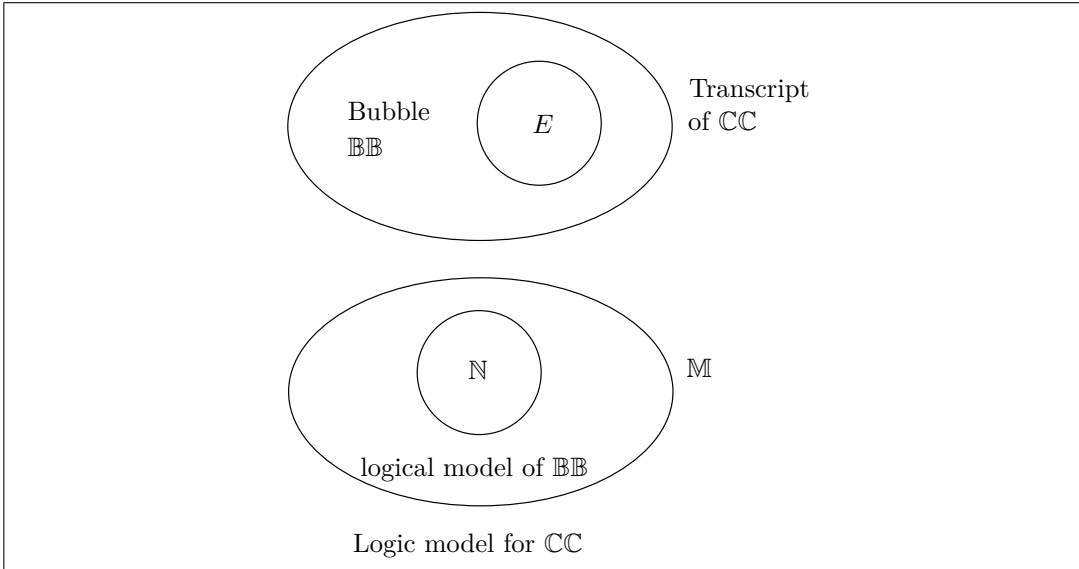 Bubble
𝔹𝔹
E
Transcript
of ℂℂ
ℕ
𝕄
logical model of 𝔹𝔹
Logic model for ℂℂ